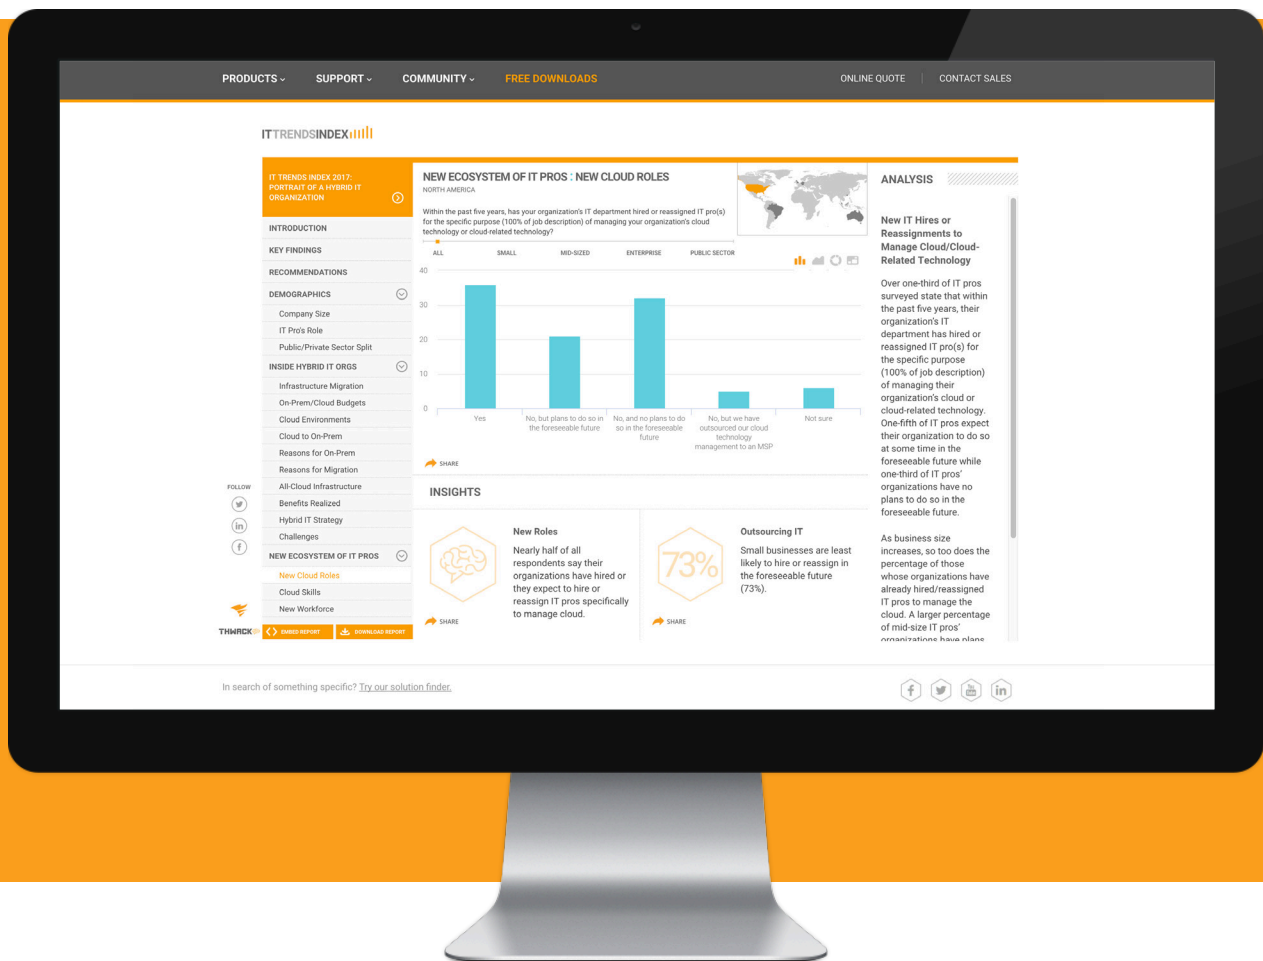 PRODUCTS SUPPORT COMMUNITY FREE DOWNLOADS ONLINE QUOTE CONTACT SALES
ITTRENDSINDEX
IT TRENDS INDEX 2017:
PORTRAIT OF A HYBRID IT
ORGANIZATION
INTRODUCTION
KEY FINDINGS
RECOMMENDATIONS
DEMOGRAPHICS
Company Size
IT Pro's Role
Public/Private Sector Split
INSIDE HYBRID IT ORGS
Infrastructure Migration
On-Prem/Cloud Budgets
Cloud Environments
Cloud to On-Prem
Reasons for On-Prem
Reasons for Migration
All-Cloud Infrastructure
Benefits Realized
Hybrid IT Strategy
Challenges
NEW ECOSYSTEM OF IT PROS
New Cloud Roles
Cloud Skills
New Workforce
EMBED REPORT DOWNLOAD REPORT
FOLLOW
THWACK
NEW ECOSYSTEM OF IT PROS : NEW CLOUD ROLES
NORTH AMERICA
Within the past five years, has your organization's IT department hired or reassigned IT pro(s)
for the specific purpose (100% of job description) of managing your organization's cloud
technology or cloud-related technology?
ALL SMALL MID-SIZED ENTERPRISE PUBLIC SECTOR
40
30
20
10
0
Yes
No, but plans to do so in
the foreseeable future
No, and no plans to do
so in the foreseeable
future
No, but we have
outsourced our cloud
technology
management to an MSP
Not sure
SHARE
INSIGHTS
New Roles
Nearly half of all
respondents say their
organizations have hired or
they expect to hire or
reassign IT pros specifically
to manage cloud.
SHARE
73%
Outsourcing IT
Small businesses are least
likely to hire or reassign in
the foreseeable future
(73%).
SHARE
ANALYSIS
New IT Hires or
Reassignments to
Manage Cloud/Cloud-
Related Technology
Over one-third of IT pros
surveyed state that within
the past five years, their
organization's IT
department has hired or
reassigned IT pro(s) for
the specific purpose
(100% of job description)
of managing their
organization's cloud or
cloud-related technology.
One-fifth of IT pros expect
their organization to do so
at some time in the
foreseeable future while
one-third of IT pros'
organizations have no
plans to do so in the
foreseeable future.
As business size
increases, so too does the
percentage of those
whose organizations have
already hired/reassigned
IT pros to manage the
cloud. A larger percentage
of mid-size IT pros'
organizations have plans
In search of something specific? Try our solution finder.
You
Tube